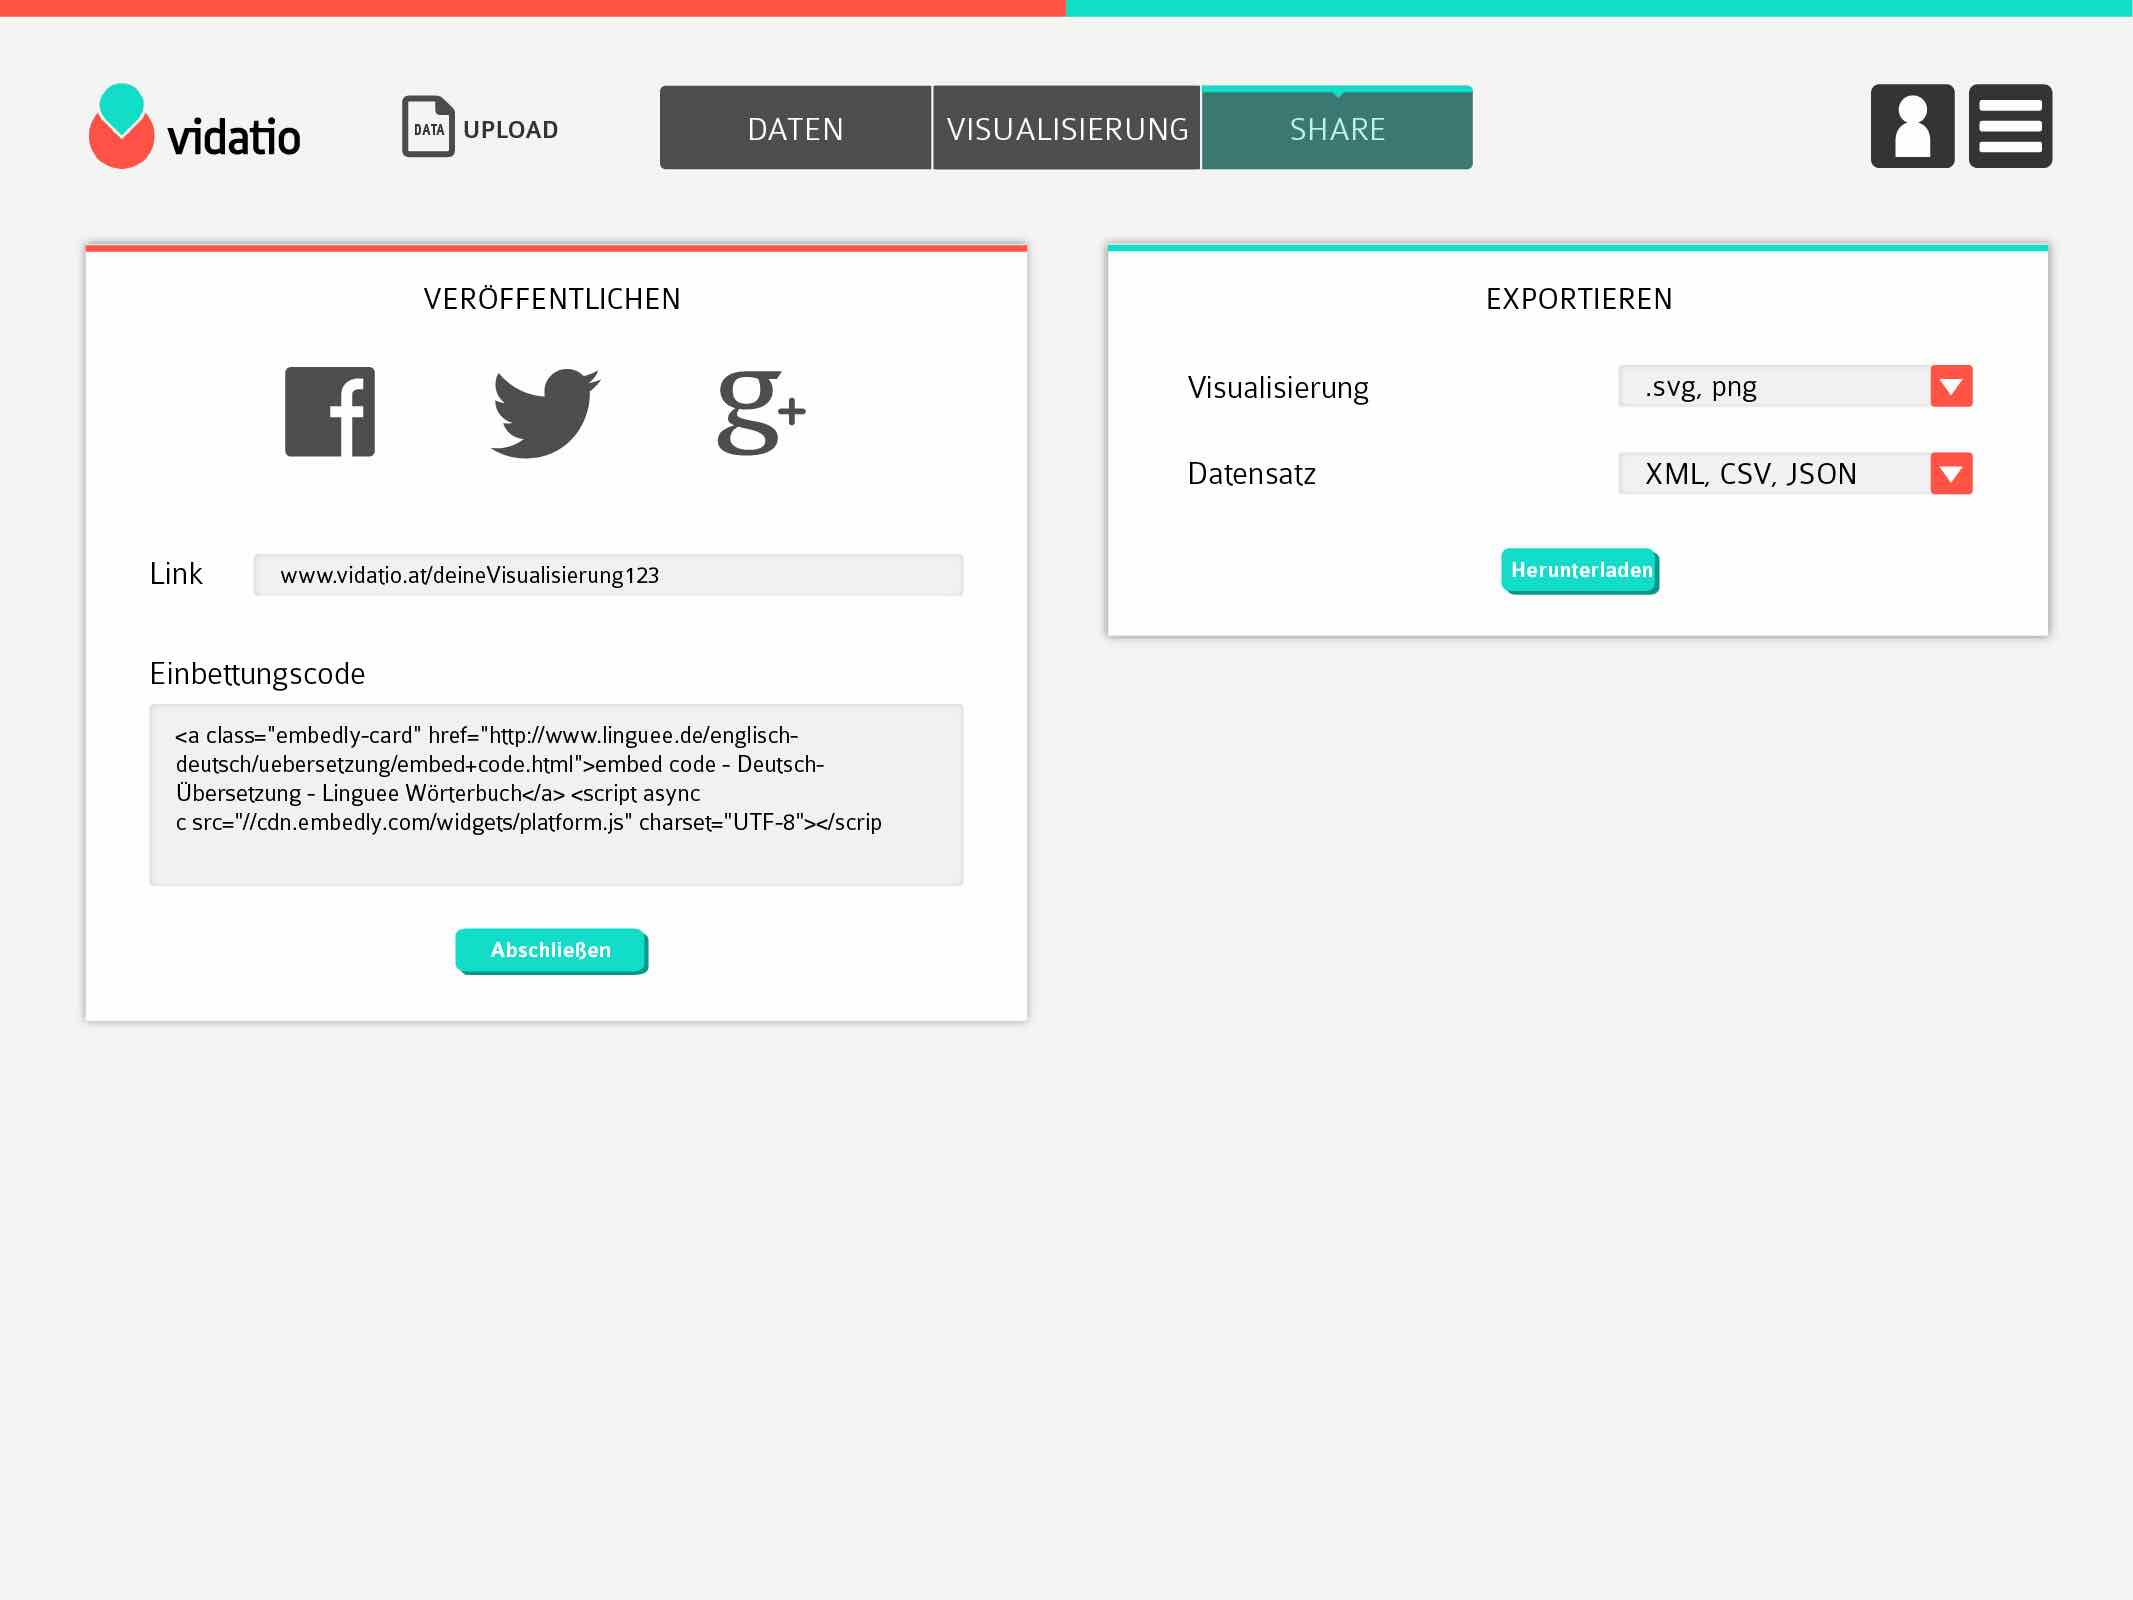 vidatio
DATA
UPLOAD
DATEN
VISUALISIERUNG
SHARE
VERÖFFENTLICHEN
g+
Link
www.vidatio.at/deineVisualisierung123
Einbettungscode
<a class="embedly-card" href="http://www.linguee.de/englisch-
deutsch/uebersetzung/embed+code.html">embed code - Deutsch-
Übersetzung - Linguee Wörterbuch</a> <script async
c src="//cdn.embedly.com/widgets/platform.js" charset="UTF-8"></scrip
Abschließen
EXPORTIEREN
Visualisierung
.svg, png
Datensatz
XML, CSV, JSON
Herunterladen